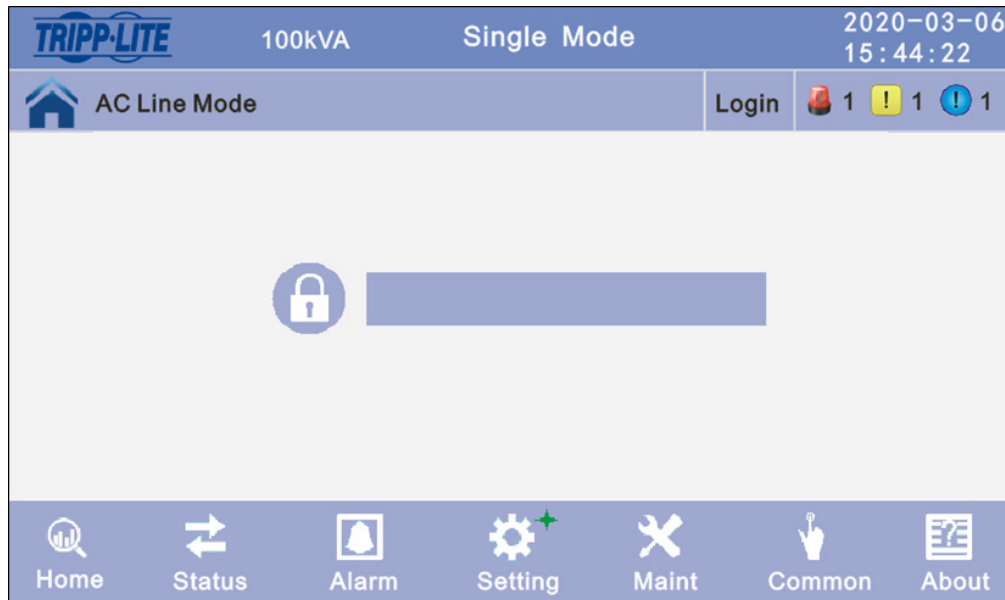 TRIPP·LITE 100kVA Single Mode 2020-03-06
15:44:22
AC Line Mode Login 1 ! 1 ! 1
Home Status Alarm Setting Maint Common About